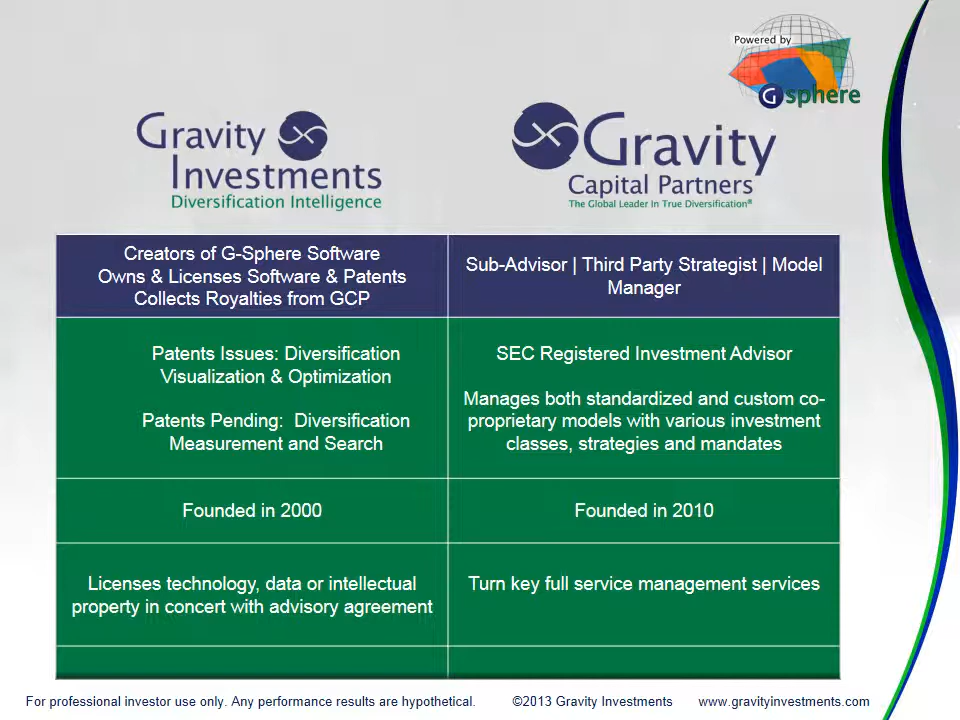 Powered by
G sphere
Gravity
Investments
Diversification Intelligence
Gravity
Capital Partners
The Global Leader In True Diversification®
Creators of G-Sphere Software
Owns & Licenses Software & Patents
Collects Royalties from GCP
Sub-Advisor | Third Party Strategist | Model
Manager
Patents Issues: Diversification
Visualization & Optimization
Patents Pending:  Diversification
Measurement and Search
SEC Registered Investment Advisor
Manages both standardized and custom co-
proprietary models with various investment
classes, strategies and mandates
Founded in 2000
Founded in 2010
Licenses technology, data or intellectual
property in concert with advisory agreement
Turn key full service management services
For professional investor use only. Any performance results are hypothetical. ©2013 Gravity Investments www.gravityinvestments.com